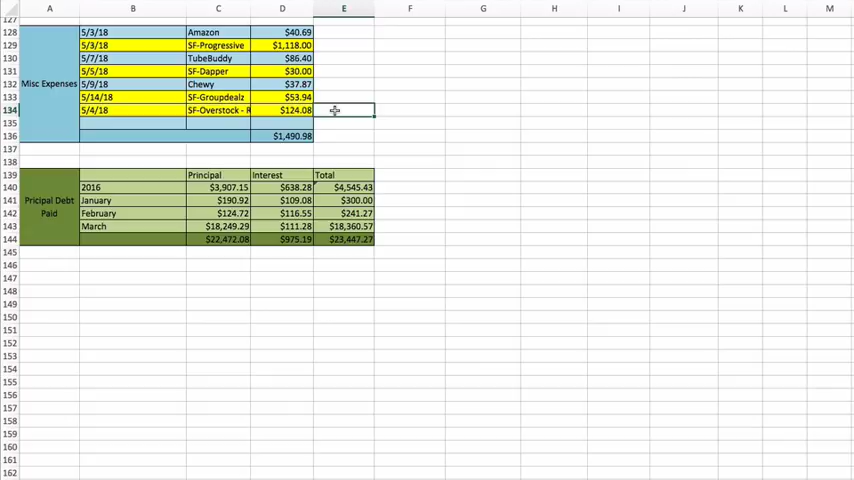 A B C D E F G H I J K L M
127
128 5/3/18 Amazon $40.69
129 5/3/18 SF-Progressive $1,118.00
130 5/7/18 TubeBuddy $86.40
131 5/5/18 SF-Dapper $30.00
132 Misc Expenses 5/9/18 Chewy $37.87
133 5/14/18 SF-Groupdealz $53.94
134 5/4/18 SF-Overstock - R $124.08
135
136 $1,490.98
137
138
139 Principal Interest Total
140 2016 $3,907.15 $638.28 $4,545.43
141 Pricipal Debt January $190.92 $109.08 $300.00
142 Paid February $124.72 $116.55 $241.27
143 March $18,249.29 $111.28 $18,360.57
144 $22,472.08 $975.19 $23,447.27
145
146
147
148
149
150
151
152
153
154
155
156
157
158
159
160
161
162